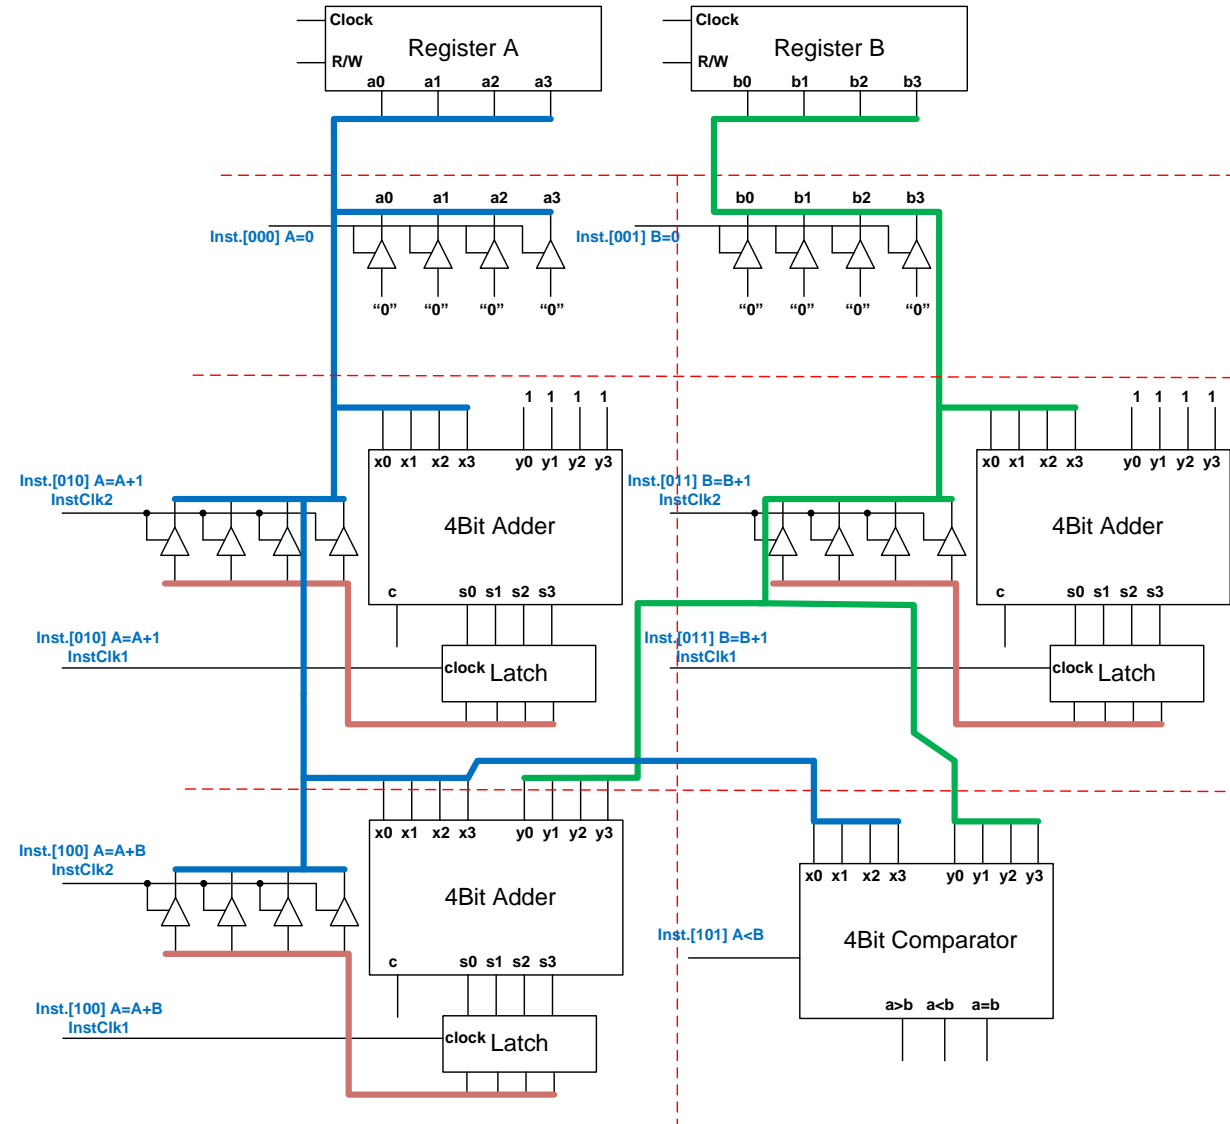 Clock
Register A
R/W
a0 a1 a2 a3
Clock
Register B
R/W
b0 b1 b2 b3
a0 a1 a2 a3
Inst.[000] A=0
“0” “0” “0” “0”
b0 b1 b2 b3
Inst.[001] B=0
“0” “0” “0” “0”
1 1 1 1
x0 x1 x2 x3 y0 y1 y2 y3
Inst.[010] A=A+1
InstClk2
4Bit Adder
c s0 s1 s2 s3
Inst.[010] A=A+1
InstClk1
clock Latch
1 1 1 1
x0 x1 x2 x3 y0 y1 y2 y3
Inst.[011] B=B+1
InstClk2
4Bit Adder
c s0 s1 s2 s3
Inst.[011] B=B+1
InstClk1
clock Latch
x0 x1 x2 x3 y0 y1 y2 y3
Inst.[100] A=A+B
InstClk2
4Bit Adder
c s0 s1 s2 s3
Inst.[100] A=A+B
InstClk1
clock Latch
x0 x1 x2 x3 y0 y1 y2 y3
Inst.[101] A<B
4Bit Comparator
a>b a<b a=b